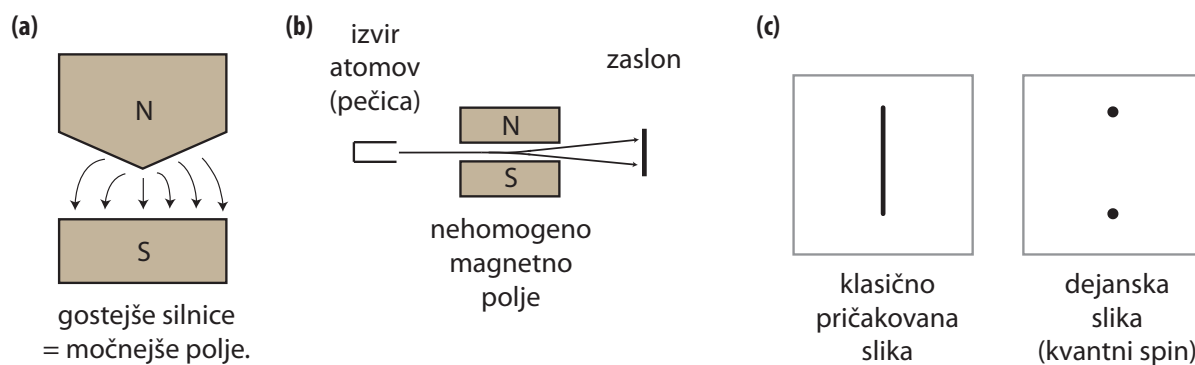 (a)
N
S
gostejše silnice
= močnejše polje.
(b)
izvir
atomov
(pečica)
zaslon
N
S
nehomogeno
magnetno
polje
(c)
klasično
pričakovana
slika
dejanska
slika
(kvantni spin)